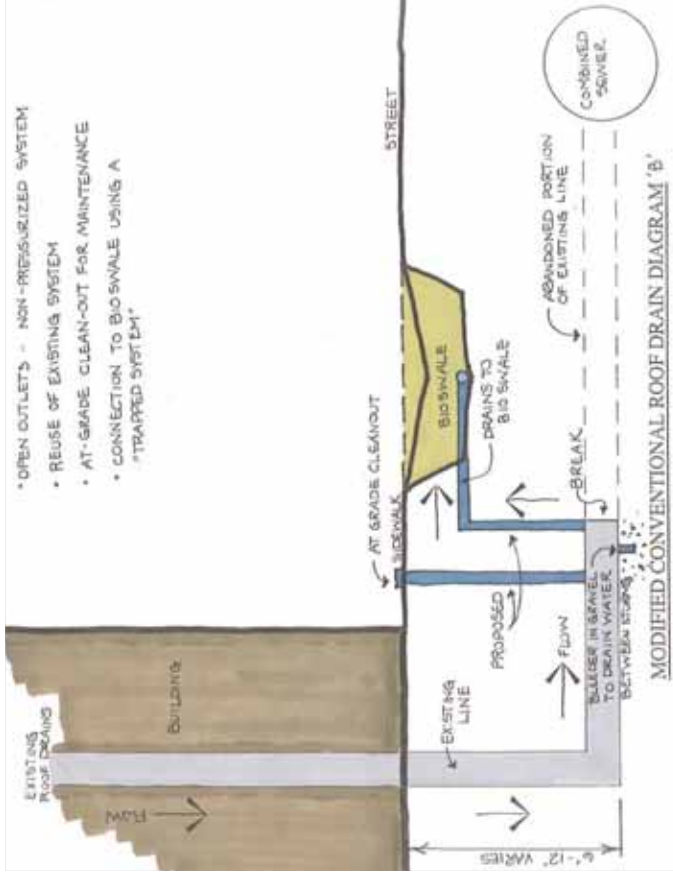 • OPEN OUTLETS - NON-PRESSURIZED SYSTEM
• REUSE OF EXISTING SYSTEM
• AT-GRADE CLEAN-OUT FOR MAINTENANCE
• CONNECTION TO BIOSWALE USING A
"TRAPPED SYSTEM"
EXISTING
ROOF DRAINS
BUILDING
FLOW
AT GRADE CLEANOUT
SIDEWALK
STREET
BIOSWALE
DRAINS TO
BIOSWALE
PROPOSED
EXISTING
LINE
FLOW
BREAK
ABANDONED PORTION
OF EXISTING LINE
COMBINED
SEWER
BLEEDER IN GRAVEL
TO DRAIN WATER
BETWEEN STORMS
6'-12' VARIES
MODIFIED CONVENTIONAL ROOF DRAIN DIAGRAM 'B'